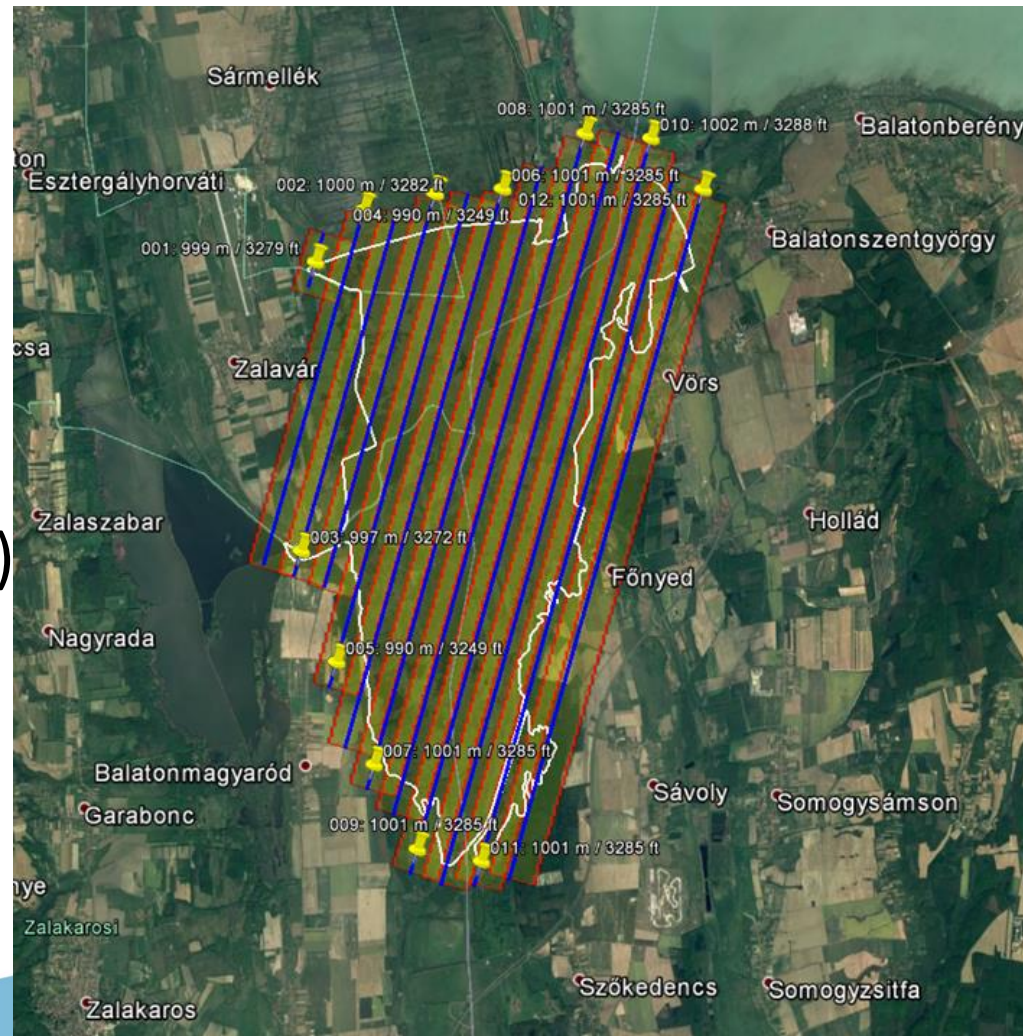 Sármellék
008: 1001 m / 3285 ft
010: 1002 m / 3288 ft
Balatonberény
ton
Esztergályhorváti
002: 1000 m / 3282 ft
006: 1001 m / 3285 ft
004: 990 m / 3249 ft
012: 1001 m / 3285 ft
001: 999 m / 3279 ft
Balatonszentgyörgy
csa
Zalavár
Vörs
Zalaszabar
Hollád
003: 997 m / 3272 ft
)
Főnyed
Nagyrada
005: 990 m / 3249 ft
007: 1001 m / 3285 ft
Balatonmagyaród
Garabonc
Sávoly
Somogysámson
009: 1001 m / 3285 ft
011: 1001 m / 3285 ft
nye
Zalakarosi
Szőkedencs
Somogyzsitfa
Zalakaros